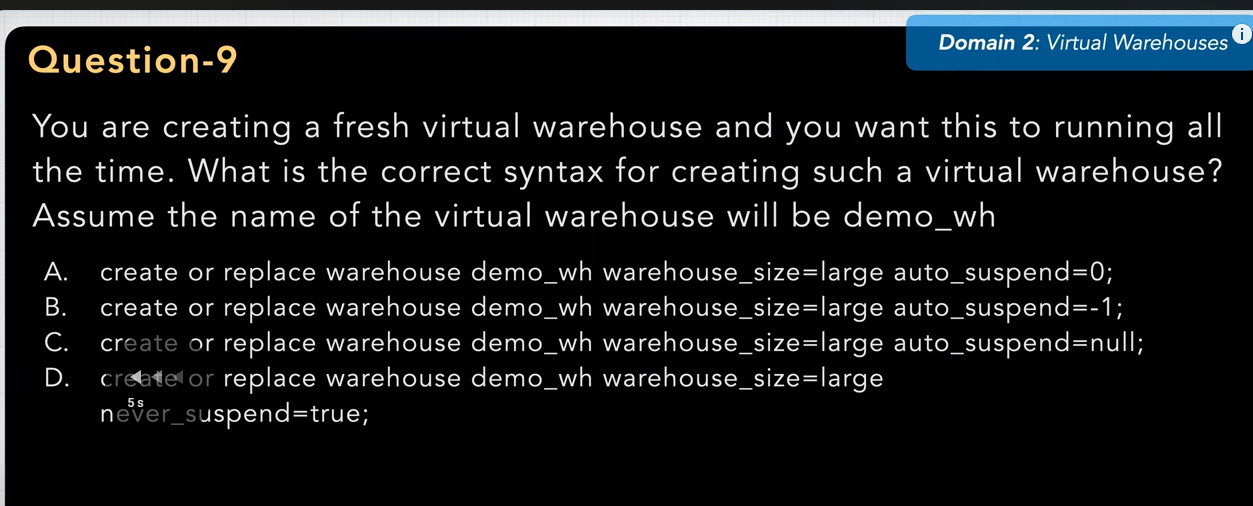 Domain 2: Virtual Warehouses
i
Question-9
You are creating a fresh virtual warehouse and you want this to running all
the time. What is the correct syntax for creating such a virtual warehouse?
Assume the name of the virtual warehouse will be demo_wh
A. create or replace warehouse demo_wh warehouse_size=large auto_suspend=0;
B. create or replace warehouse demo_wh warehouse_size=large auto_suspend=-1;
C. create or replace warehouse demo_wh warehouse_size=large auto_suspend=null;
D. create or replace warehouse demo_wh warehouse_size=large
5s
never_suspend=true;